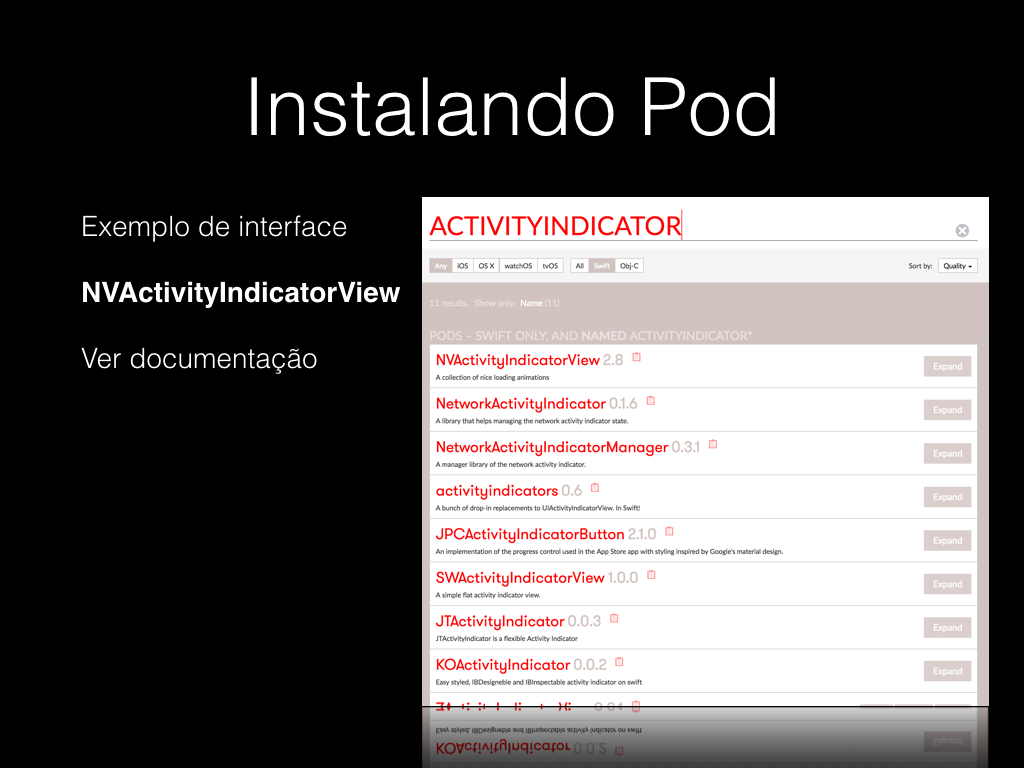 Instalando Pod
Exemplo de interface
NVActivityIndicatorView
Ver documentação
ACTIVITYINDICATOR
Any iOS OS X watchOS tvOS All Swift Obj-C Sort by: Quality
11 results. Show only: Name (11)
PODS – SWIFT ONLY, AND NAMED ACTIVITYINDICATOR*
NVActivityIndicatorView 2.8
Expand
A collection of nice loading animations
NetworkActivityIndicator 0.1.6
Expand
A library that helps managing the network activity indicator state.
NetworkActivityIndicatorManager 0.3.1
Expand
A manager library of the network activity indicator.
activityindicators 0.6
Expand
A bunch of drop-in replacements to UIActivityIndicatorView. In Swift!
JPCActivityIndicatorButton 2.1.0
Expand
An implementation of the progress control used in the App Store app with styling inspired by Google's material design.
SWActivityIndicatorView 1.0.0
Expand
A simple flat activity indicator view.
JTActivityIndicator 0.0.3
Expand
JTActivityIndicator is a flexible Activity Indicator
KOActivityIndicator 0.0.2
Expand
Easy styled, IBDesigneble and IBInspectable activity indicator on swift